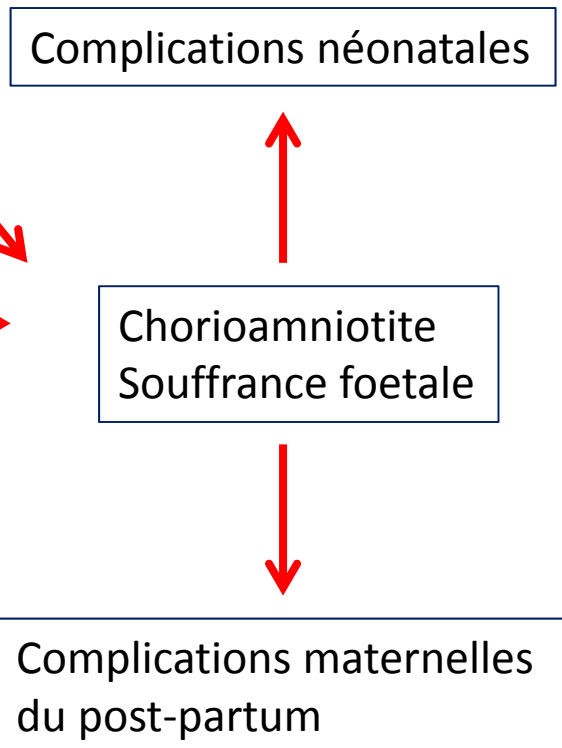 Complications néonatales
Chorioamniotite
Souffrance foetale
Complications maternelles
du post-partum